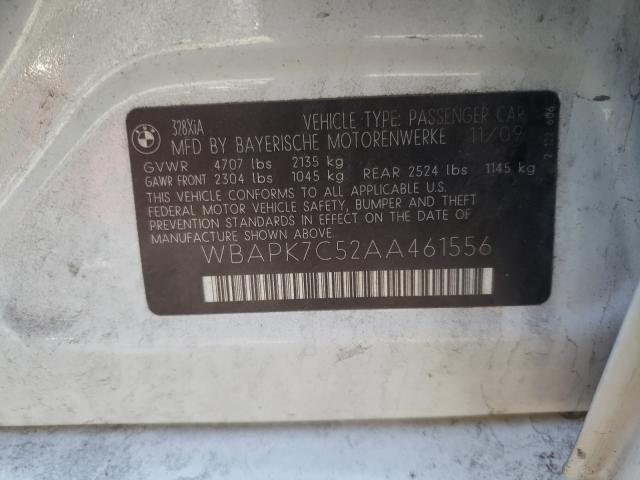 328XiA VEHICLE TYPE: PASSENGER CAR
MFD BY BAYERISCHE MOTORENWERKE 11/09
GVWR 4707 lbs 2135 kg
GAWR FRONT 2304 lbs 1045 kg REAR 2524 lbs 1145 kg
THIS VEHICLE CONFORMS TO ALL APPLICABLE U.S.
FEDERAL MOTOR VEHICLE SAFETY, BUMPER AND THEFT
PREVENTION STANDARDS IN EFFECT ON THE DATE OF
MANUFACTURE SHOWN ABOVE.
WBAPK7C52AA461556